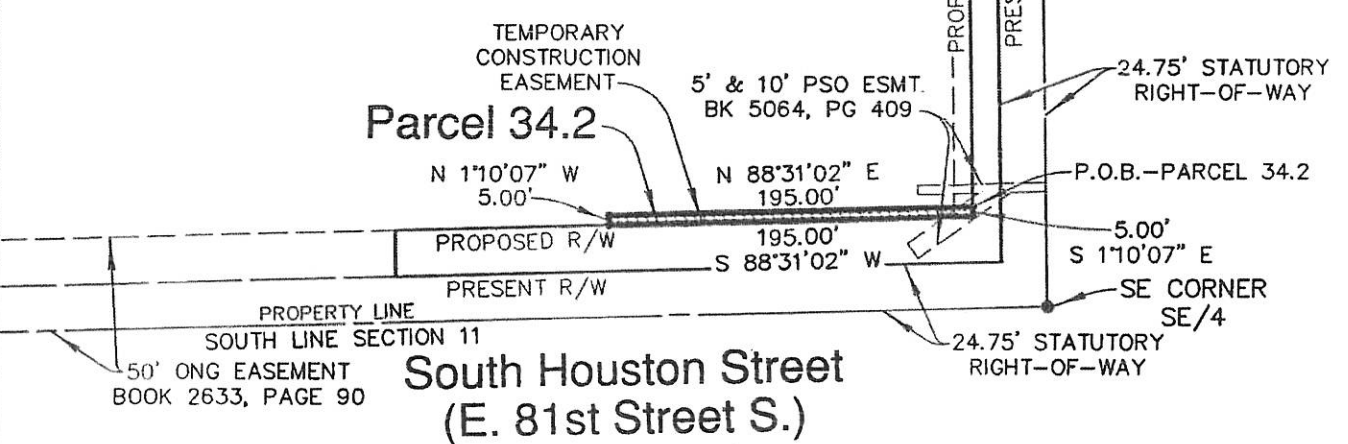 PROP
PRES
TEMPORARY
CONSTRUCTION
EASEMENT
24.75' STATUTORY
RIGHT-OF-WAY
5' & 10' PSO ESMT.
BK 5064, PG 409
Parcel 34.2
N 1°10'07" W
5.00'
N 88°31'02" E
195.00'
P.O.B.-PARCEL 34.2
195.00'
S 88°31'02" W
5.00'
S 1°10'07" E
PROPOSED R/W
PRESENT R/W
SE CORNER
SE/4
PROPERTY LINE
SOUTH LINE SECTION 11
24.75' STATUTORY
RIGHT-OF-WAY
50' ONG EASEMENT
BOOK 2633, PAGE 90
South Houston Street
(E. 81st Street S.)